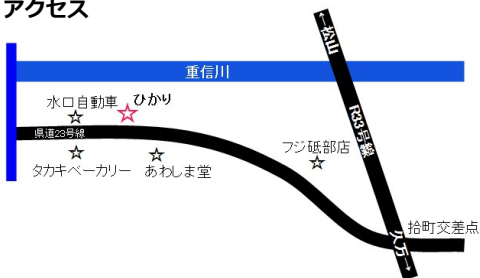 アクセス
←松山
重信川
水口自動車
ひかり
R33号線
県道23号線
フジ砥部店
タカキベーカリー
あわしま堂
拾町交差点
久万→